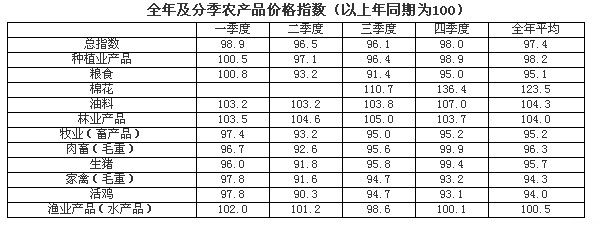 全年及分季农产品价格指数（以上年同期为100）
一季度 二季度 三季度 四季度 全年平均
总指数 98.9 96.5 96.1 98.0 97.4
种植业产品 100.5 97.1 96.4 98.9 98.2
粮食 100.8 93.2 91.4 95.0 95.1
棉花 110.7 136.4 123.5
油料 103.2 103.2 103.8 107.0 104.3
林业产品 103.5 104.6 105.0 103.7 104.0
牧业（畜产品） 97.4 93.2 95.0 95.2 95.2
肉畜（毛重） 96.7 92.6 95.6 99.9 96.3
生猪 96.0 91.8 95.8 99.4 95.7
家禽（毛重） 97.8 91.6 94.7 93.2 94.3
活鸡 97.8 90.3 94.7 93.1 94.0
渔业产品（水产品） 102.0 101.2 98.6 100.1 100.5